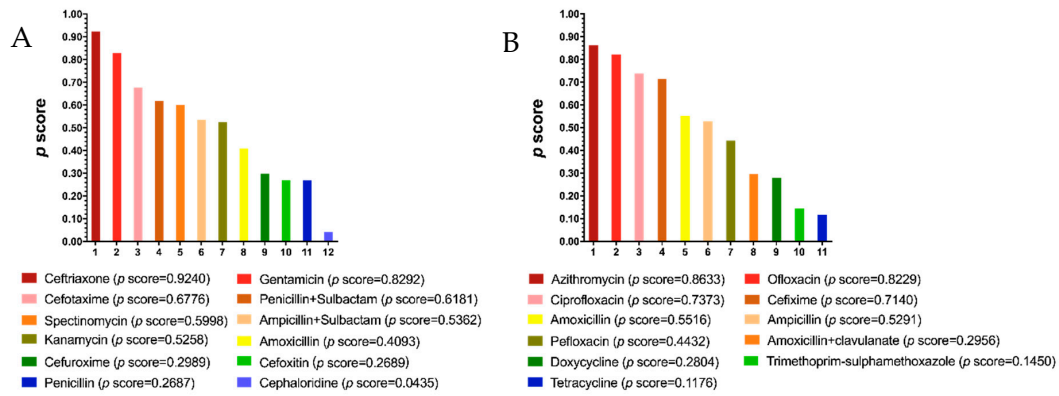 A
p score
1.00
0.90
0.80
0.70
0.60
0.50
0.40
0.30
0.20
0.10
0.00
1 2 3 4 5 6 7 8 9 10 11 12
Ceftriaxone (p score=0.9240)
Gentamicin (p score=0.8292)
Cefotaxime (p score=0.6776)
Penicillin+Sulbactam (p score=0.6181)
Spectinomycin (p score=0.5998)
Ampicillin+Sulbactam (p score=0.5362)
Kanamycin (p score=0.5258)
Amoxicillin (p score=0.4093)
Cefuroxime (p score=0.2989)
Cefoxitin (p score=0.2689)
Penicillin (p score=0.2687)
Cephaloridine (p score=0.0435)
B
p score
1.00
0.90
0.80
0.70
0.60
0.50
0.40
0.30
0.20
0.10
0.00
1 2 3 4 5 6 7 8 9 10 11
Azithromycin (p score=0.8633)
Ofloxacin (p score=0.8229)
Ciprofloxacin (p score=0.7373)
Cefixime (p score=0.7140)
Amoxicillin (p score=0.5516)
Ampicillin (p score=0.5291)
Pefloxacin (p score=0.4432)
Amoxicillin+clavulanate (p score=0.2956)
Doxycycline (p score=0.2804)
Trimethoprim-sulphamethoxazole (p score=0.1450)
Tetracycline (p score=0.1176)